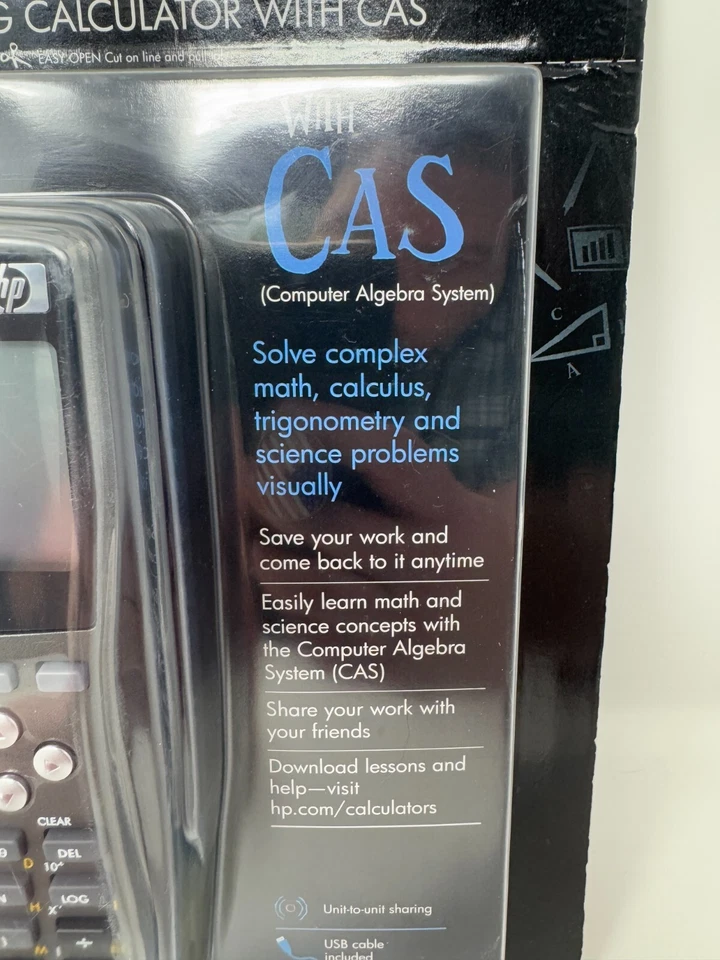 G CALCULATOR WITH CAS
EASY OPEN Cut on line and pull
WITH
CAS
(Computer Algebra System)
hp
C
A
Solve complex
math, calculus,
trigonometry and
science problems
visually
Save your work and
come back to it anytime
Easily learn math and
science concepts with
the Computer Algebra
System (CAS)
Share your work with
your friends
Download lessons and
help—visit
hp.com/calculators
CLEAR
DEL
D
10ˣ
LOG
H
M
÷
Unit-to-unit sharing
USB cable
included